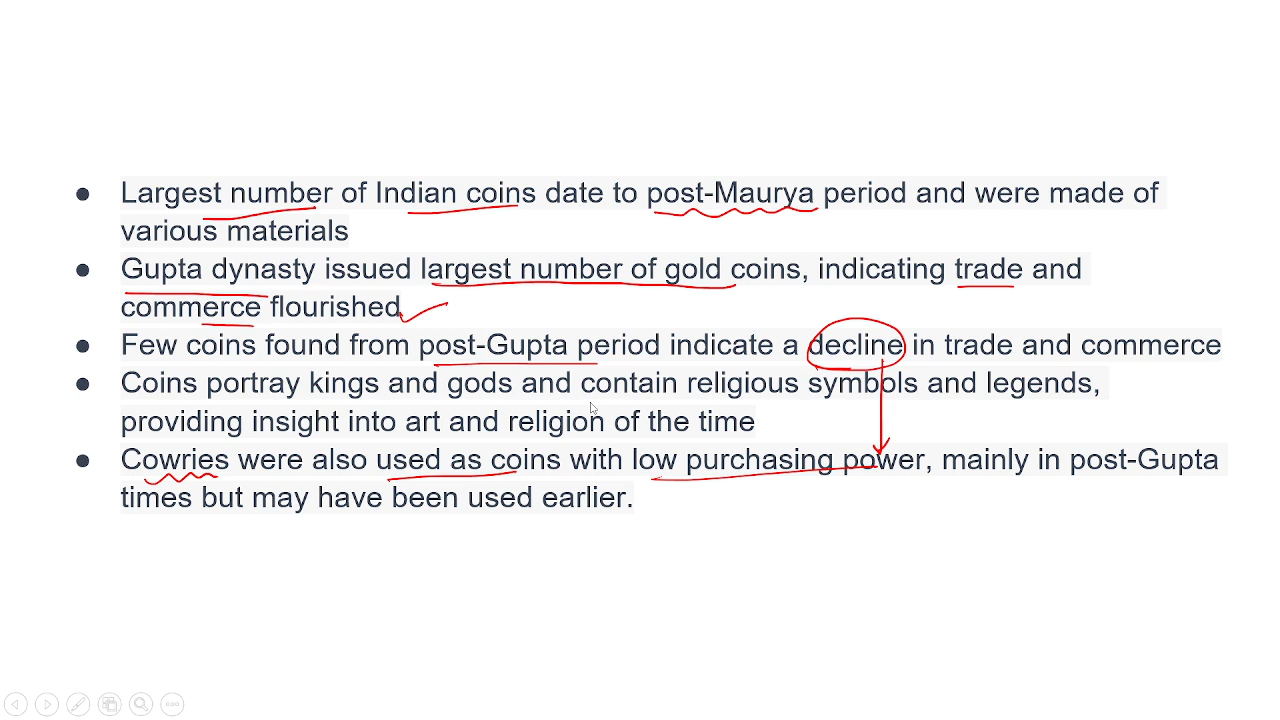 ● Largest number of Indian coins date to post-Maurya period and were made of
various materials
● Gupta dynasty issued largest number of gold coins, indicating trade and
commerce flourished
● Few coins found from post-Gupta period indicate a decline in trade and commerce
● Coins portray kings and gods and contain religious symbols and legends,
providing insight into art and religion of the time
● Cowries were also used as coins with low purchasing power, mainly in post-Gupta
times but may have been used earlier.